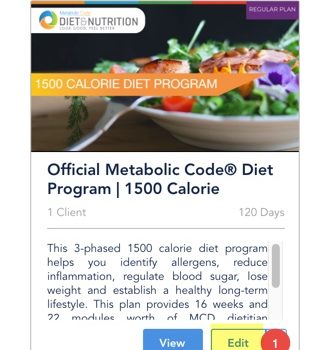 Metabolic Code
DIET&NUTRITION
LOOK GOOD, FEEL BETTER
REGULAR PLAN
1500 CALORIE DIET PROGRAM
Official Metabolic Code® Diet
Program | 1500 Calorie
1 Client
120 Days
This 3-phased 1500 calorie diet program
helps you identify allergens, reduce
inflammation, regulate blood sugar, lose
weight and establish a healthy long-term
lifestyle. This plan provides 16 weeks and
22 modules worth of MCD dietitian
View
Edit
1